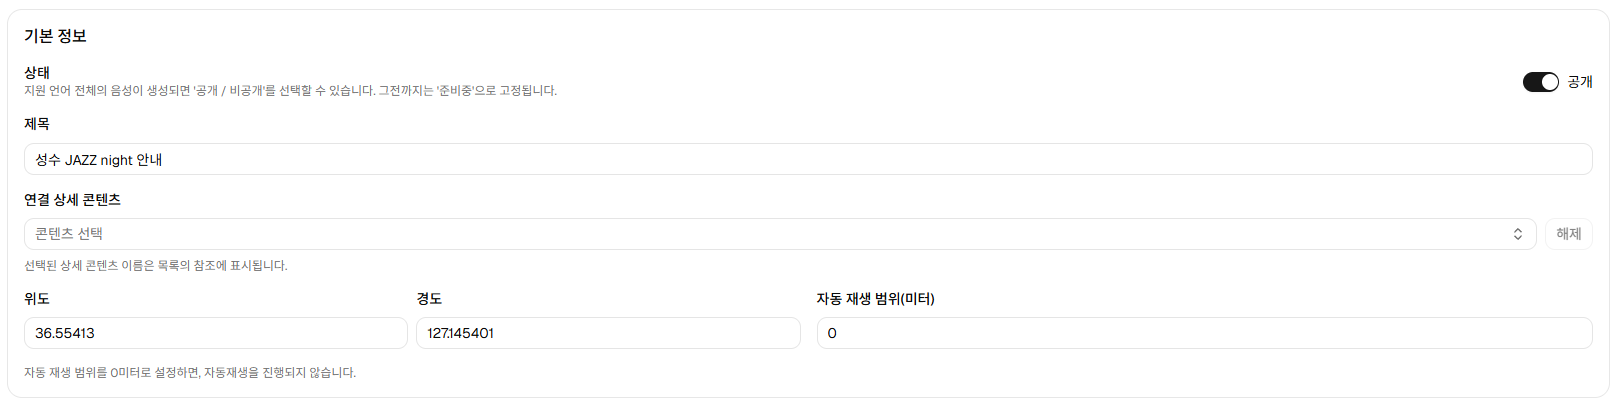 기본 정보
상태
지원 언어 전체의 음성이 생성되면 '공개 / 비공개'를 선택할 수 있습니다. 그전까지는 '준비중'으로 고정됩니다.
공개
제목
성수 JAZZ night 안내
연결 상세 콘텐츠
콘텐츠 선택
해제
선택된 상세 콘텐츠 이름은 목록의 참조에 표시됩니다.
위도 경도 자동 재생 범위(미터)
36.55413 127.145401 0
자동 재생 범위를 0미터로 설정하면, 자동재생을 진행되지 않습니다.